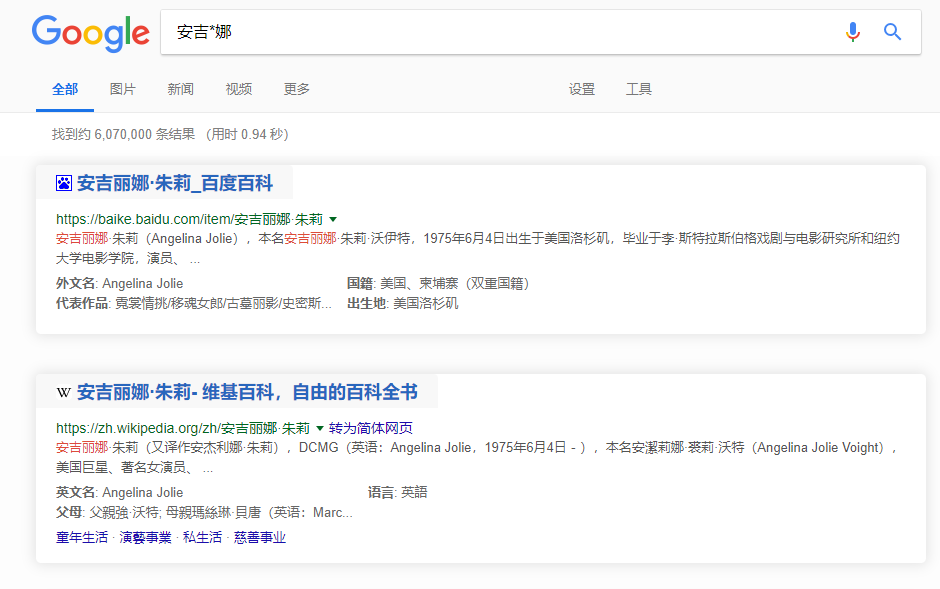 Google
安吉*娜
全部 图片 新闻 视频 更多 设置 工具
找到约 6,070,000 条结果 (用时 0.94 秒)
安吉丽娜·朱莉_百度百科
https://baike.baidu.com/item/安吉丽娜·朱莉
安吉丽娜·朱莉（Angelina Jolie），本名安吉丽娜·朱莉·沃伊特，1975年6月4日出生于美国洛杉矶，毕业于李·斯特拉斯伯格戏剧与电影研究所和纽约
大学电影学院，演员、 ...
外文名: Angelina Jolie 国籍: 美国、柬埔寨（双重国籍）
代表作品: 霓裳情挑/移魂女郎/古墓丽影/史密斯... 出生地: 美国洛杉矶
W 安吉丽娜·朱莉- 维基百科，自由的百科全书
https://zh.wikipedia.org/zh/安吉丽娜·朱莉 转为简体网页
安吉丽娜·朱莉（又译作安杰利娜·朱莉），DCMG（英语：Angelina Jolie，1975年6月4日 - ），本名安潔莉娜·裘莉·沃特（Angelina Jolie Voight），
美国巨星、著名女演员、 ...
英文名: Angelina Jolie 语言: 英語
父母: 父親強·沃特; 母親瑪絲琳·貝唐（英语：Marc...
童年生活 · 演藝事業 · 私生活 · 慈善事业